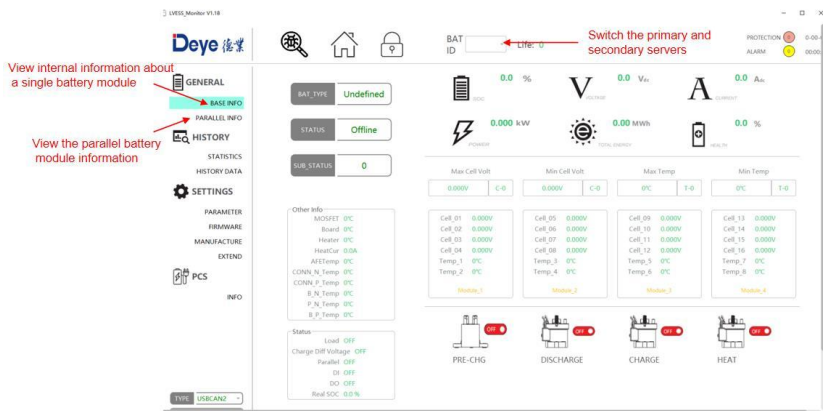 LVESS_Monitor V1.18
Deye 德業
BAT
ID
Life: 0
Switch the primary and
secondary servers
PROTECTION 0 0-00-0
ALARM 0 00:00:
View internal information about
a single battery module
View the parallel battery
module information
GENERAL
BASE INFO
PARALLEL INFO
HISTORY
STATISTICS
HISTORY DATA
SETTINGS
PARAMETER
FIRMWARE
MANUFACTURE
EXTEND
PCS
INFO
TYPE USBCAN2
BAT_TYPE Undefined
STATUS Offline
SUB_STATUS 0
Other Info
MOSFET 0℃
Board 0℃
Heater 0℃
HeatCur 0.0A
AFETemp 0℃
CONN_N_Temp 0℃
CONN_P_Temp 0℃
B_N_Temp 0℃
P_N_Temp 0℃
B_P_Temp 0℃
Status
Load OFF
Charge Diff Voltage OFF
Parallel OFF
DI OFF
DO OFF
Real SOC 0.0 %
0.0 %
SOC
0.0 Vdc
VOLTAGE
0.0 Adc
CURRENT
0.000 kW
POWER
0.00 MWh
TOTAL_ENERGY
0.0 %
HEALTH
Max Cell Volt Min Cell Volt Max Temp Min Temp
0.000V C-0 0.000V C-0 0℃ T-0 0℃ T-0
Cell_01 0.000V Cell_05 0.000V Cell_09 0.000V Cell_13 0.000V
Cell_02 0.000V Cell_06 0.000V Cell_10 0.000V Cell_14 0.000V
Cell_03 0.000V Cell_07 0.000V Cell_11 0.000V Cell_15 0.000V
Cell_04 0.000V Cell_08 0.000V Cell_12 0.000V Cell_16 0.000V
Temp_1 0℃ Temp_3 0℃ Temp_5 0℃ Temp_7 0℃
Temp_2 0℃ Temp_4 0℃ Temp_6 0℃ Temp_8 0℃
Module_1 Module_2 Module_3 Module_4
OFF OFF OFF OFF
PRE-CHG DISCHARGE CHARGE HEAT